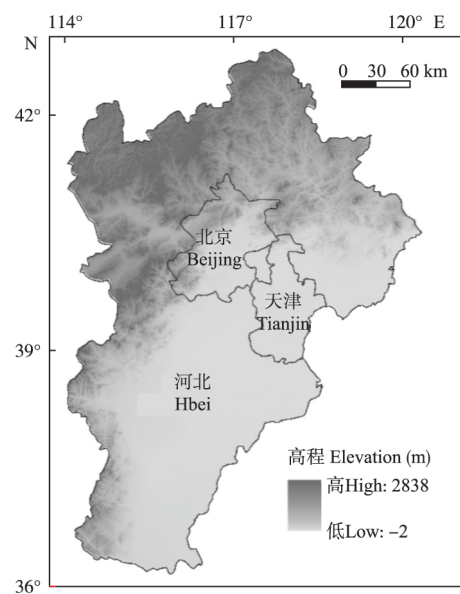 114° 117° 120° E
N
0 30 60 km
42°
北京
Beijing
天津
Tianjin
39°
河北
Hbei
高程 Elevation (m)
高High: 2838
低Low: −2
36°